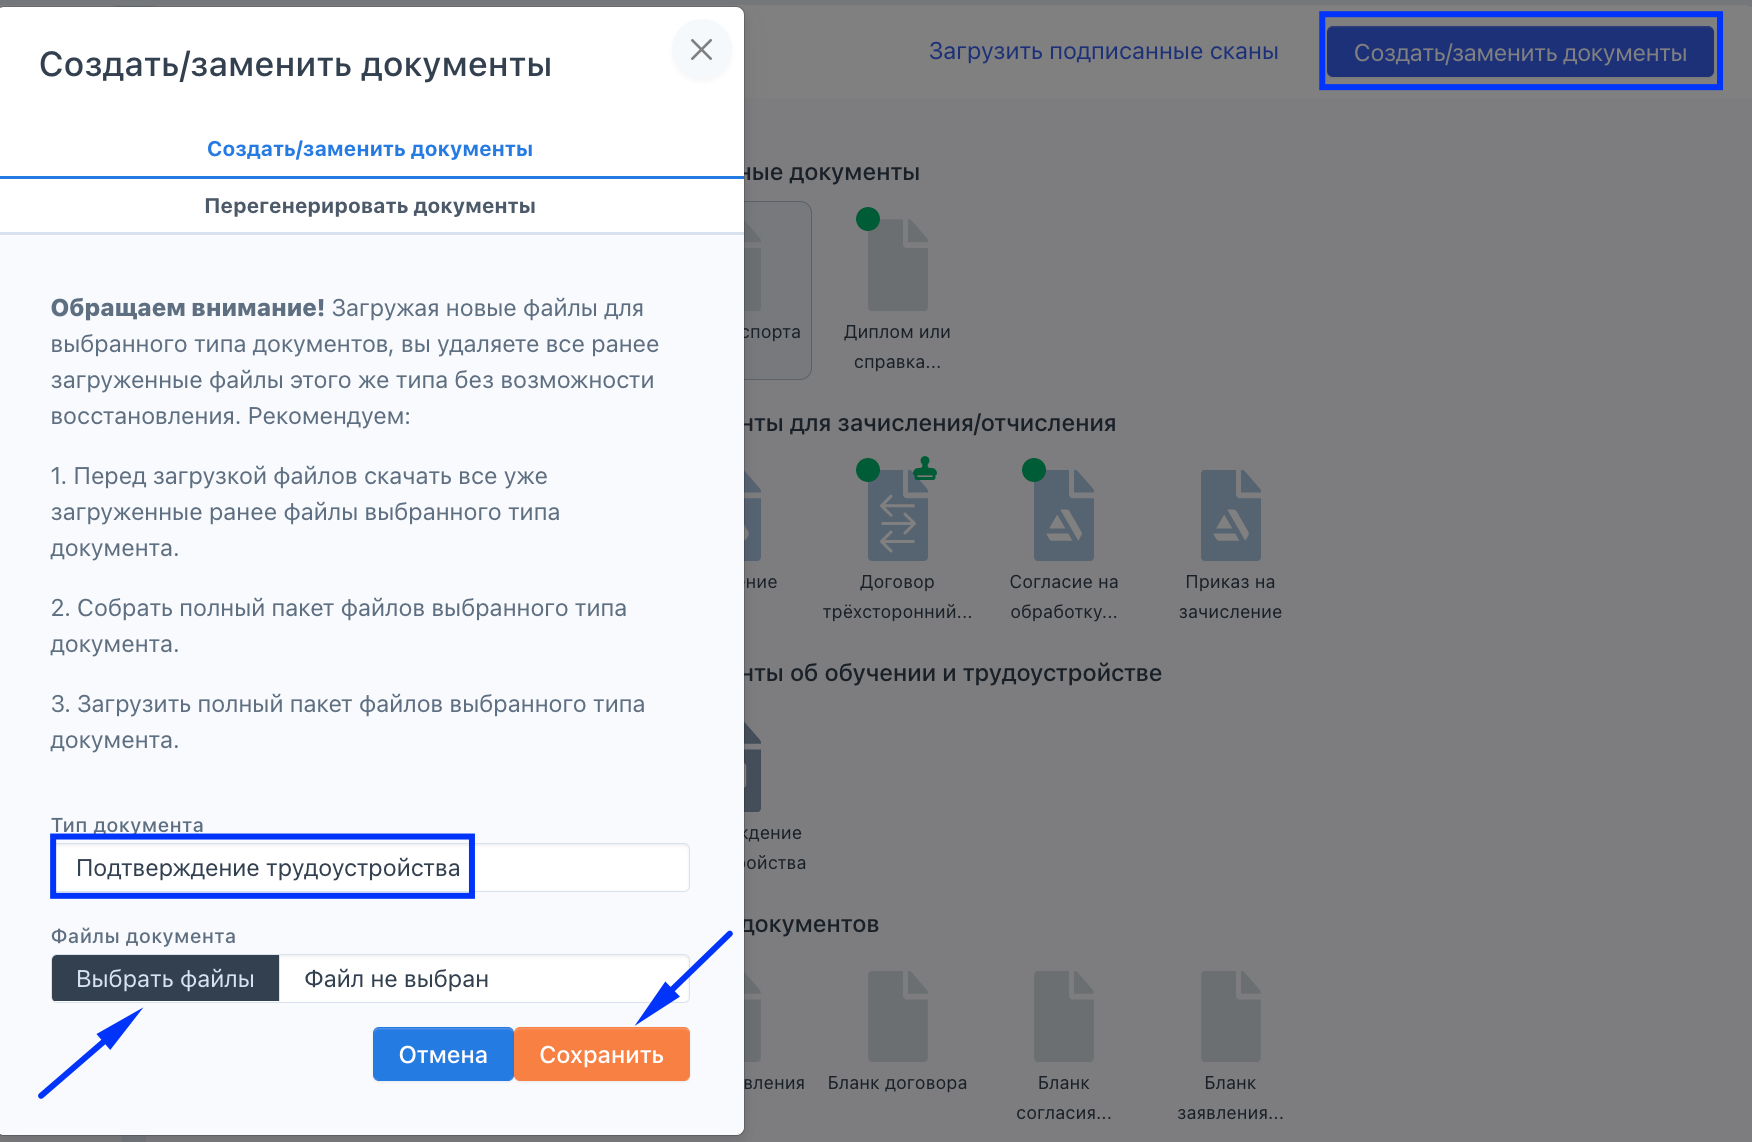 Создать/заменить документы
Загрузить подписанные сканы
Создать/заменить документы
Создать/заменить документы
Перегенерировать документы
Обращаем внимание! Загружая новые файлы для
выбранного типа документов, вы удаляете все ранее
загруженные файлы этого же типа без возможности
восстановления. Рекомендуем:
1. Перед загрузкой файлов скачать все уже
загруженные ранее файлы выбранного типа
документа.
2. Собрать полный пакет файлов выбранного типа
документа.
3. Загрузить полный пакет файлов выбранного типа
документа.
Тип документа
Подтверждение трудоустройства
Файлы документа
Выбрать файлы
Файл не выбран
Отмена
Сохранить
ные документы
спорта
Диплом или
справка...
нты для зачисления/отчисления
ние
Договор
трёхсторонний...
Согласие на
обработку...
Приказ на
зачисление
нты об обучении и трудоустройстве
ждение
ойства
документов
вления
Бланк договора
Бланк
согласия...
Бланк
заявления...